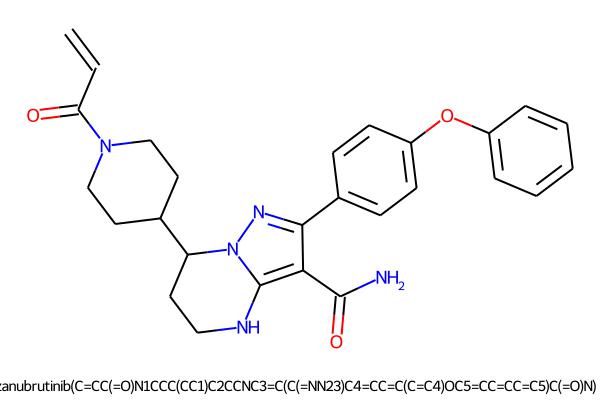 O
N
O
N
N
NH₂
NH
O
zanubrutinib(C=CC(=O)N1CCC(CC1)C2CCNC3=C(C(=NN23)C4=CC=C(C=C4)OC5=CC=CC=C5)C(=O)N)